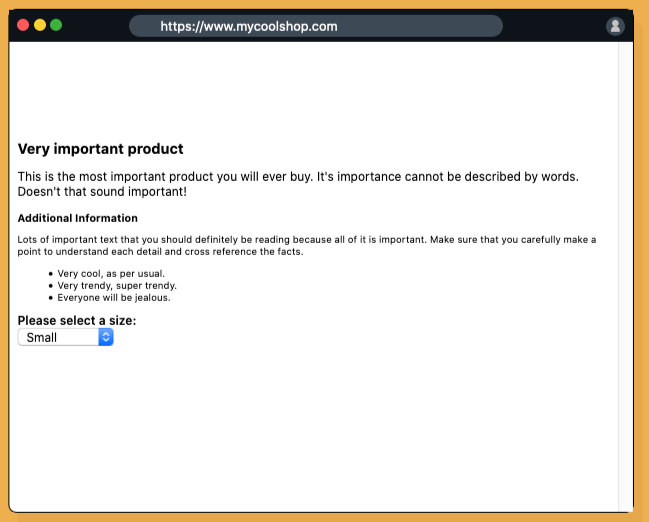 https://www.mycoolshop.com
Very important product
This is the most important product you will ever buy. It's importance cannot be described by words.
Doesn't that sound important!
Additional Information
Lots of important text that you should definitely be reading because all of it is important. Make sure that you carefully make a
point to understand each detail and cross reference the facts.
• Very cool, as per usual.
• Very trendy, super trendy.
• Everyone will be jealous.
Please select a size:
Small